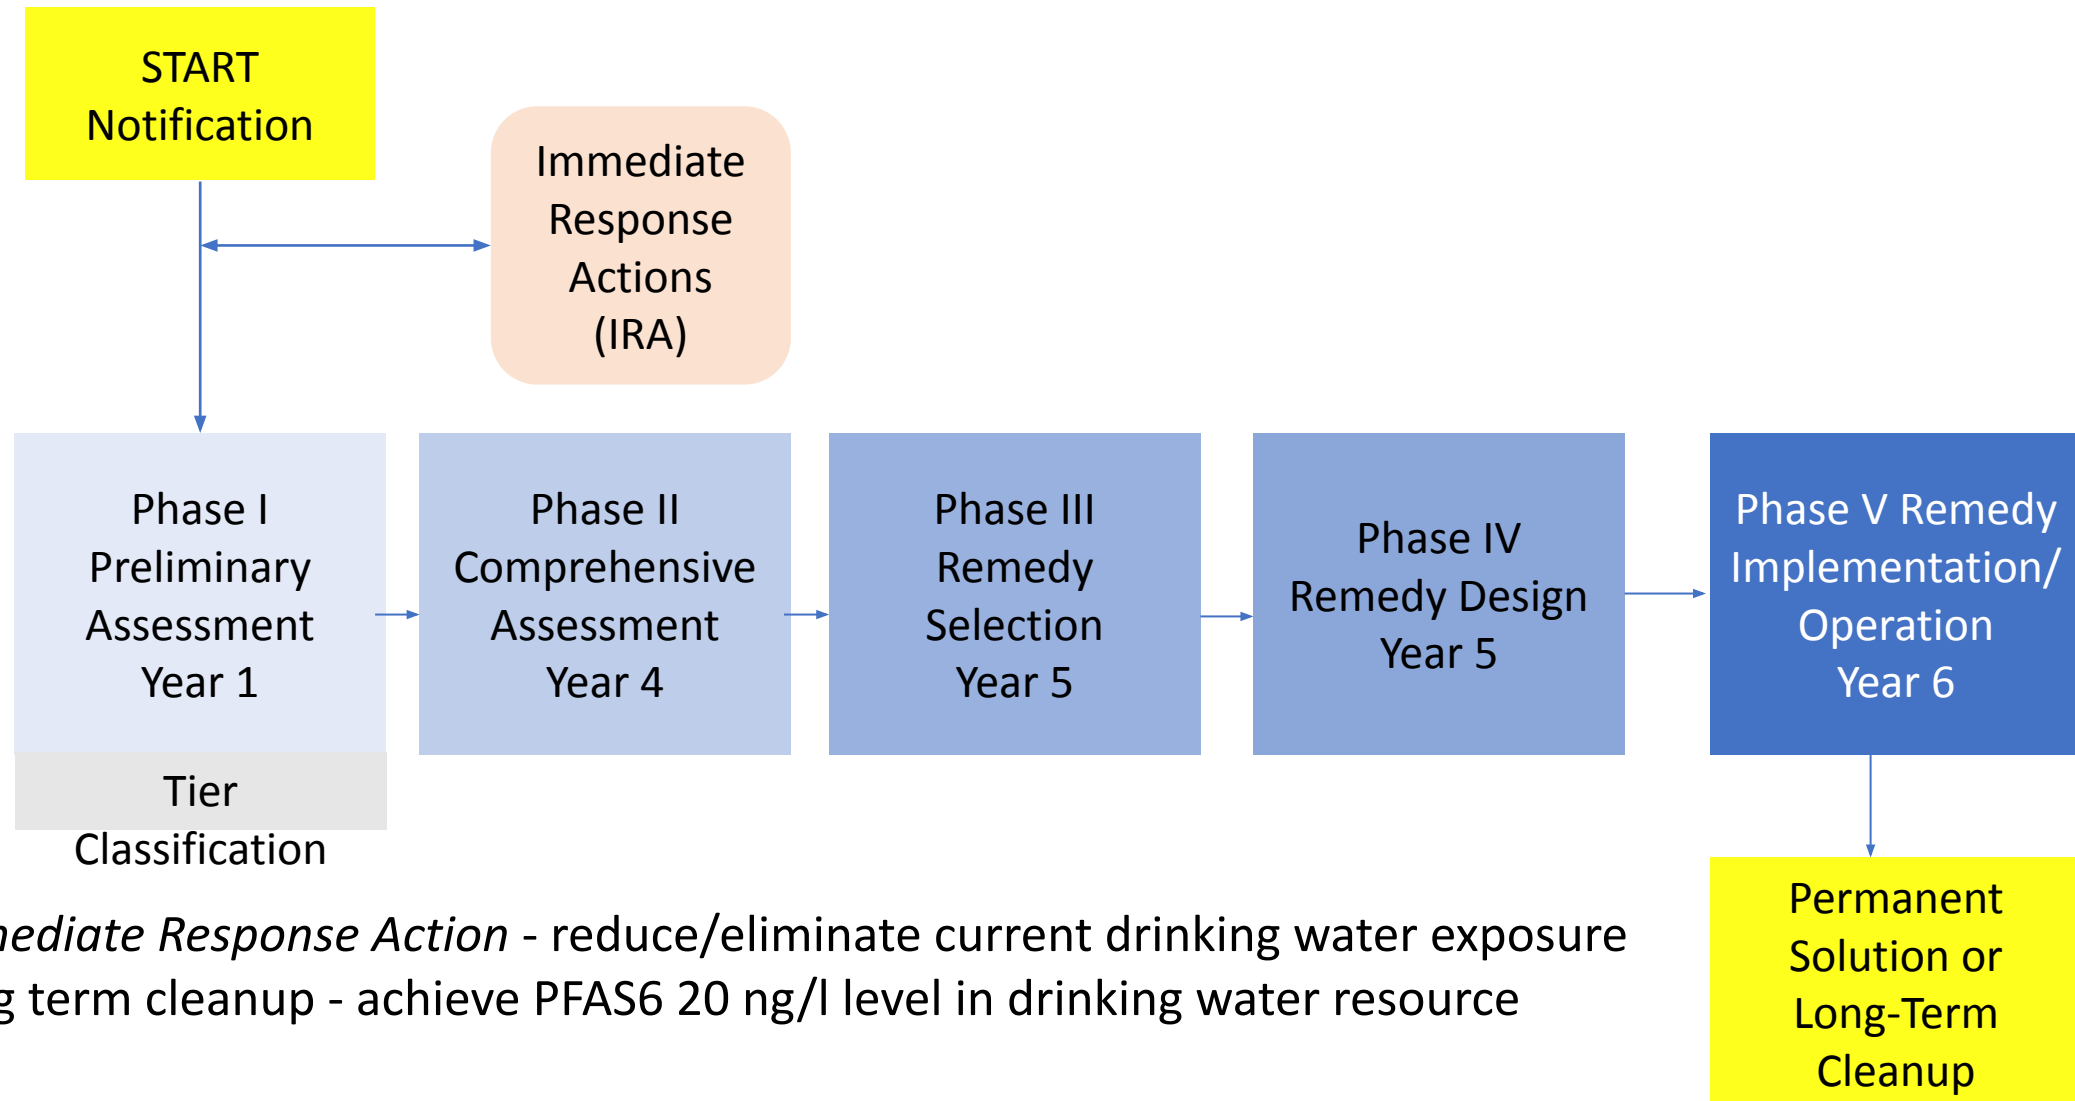 START
Notification
Immediate
Response
Actions
(IRA)
Phase I
Preliminary
Assessment
Year 1
Tier
Classification
Phase II
Comprehensive
Assessment
Year 4
Phase III
Remedy
Selection
Year 5
Phase IV
Remedy Design
Year 5
Phase V Remedy
Implementation/
Operation
Year 6
Permanent
Solution or
Long-Term
Cleanup
Response Action - reduce/eliminate current drinking water exposure
term cleanup - achieve PFAS6 20 ng/l level in drinking water resource